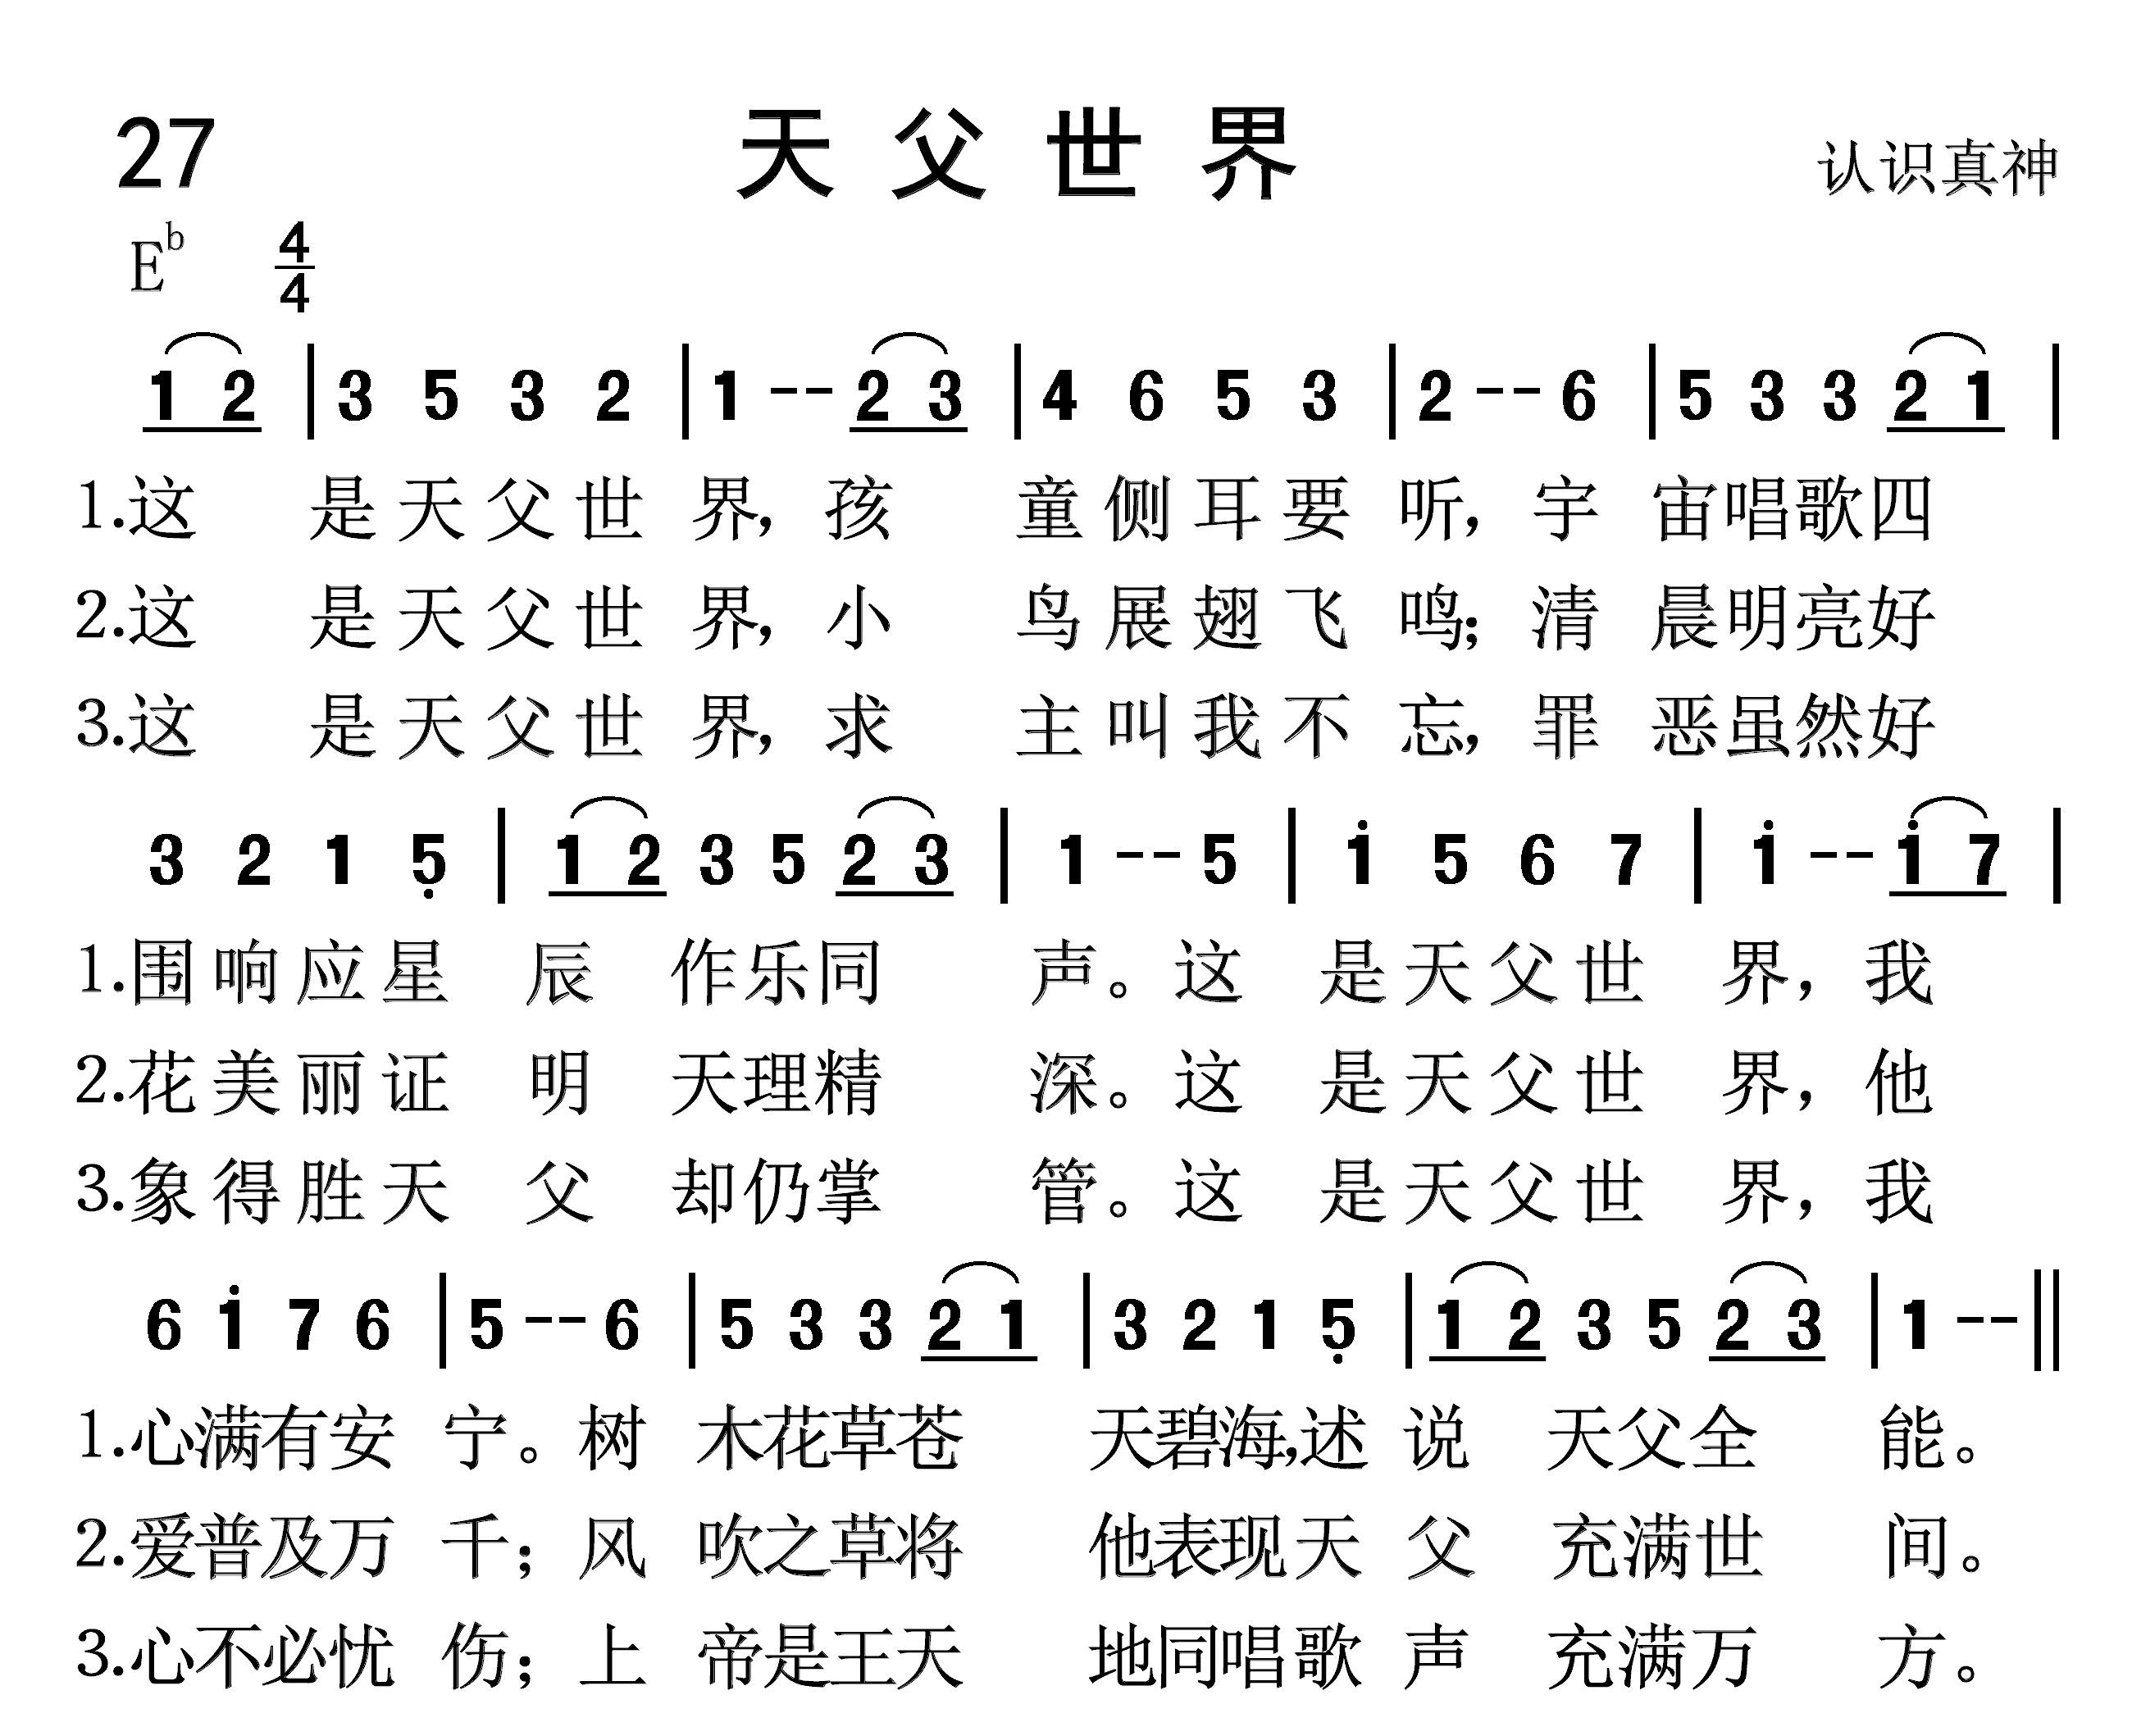 27 天父世界 认识真神
E♭ 4/4
1 2 | 3 5 3 2 | 1 -- 2 3 | 4 6 5 3 | 2 -- 6 | 5 3 3 2 1 |
1.这 是天父世界，孩 童侧耳要听，宇 宙唱歌四
2.这 是天父世界，小 鸟展翅飞鸣；清 晨明亮好
3.这 是天父世界，求 主叫我不忘，罪 恶虽然好
3 2 1 5̣ | 1 2 3 5 2 3 | 1 -- 5 | 1̇ 5 6 7 | 1̇ -- 1̇ 7 |
1.围响应星 辰 作乐同 声。这 是天父世 界，我
2.花美丽证 明 天理精 深。这 是天父世 界，他
3.象得胜天 父 却仍掌 管。这 是天父世 界，我
6 1̇ 7 6 | 5 -- 6 | 5 3 3 2 1 | 3 2 1 5̣ | 1 2 3 5 2 3 | 1 -- ||
1.心满有安 宁。树 木花草苍 天碧海，述 说 天父全 能。
2.爱普及万 千；风 吹之草将 他表现天 父 充满世 间。
3.心不必忧 伤；上 帝是王天 地同唱歌 声 充满万 方。